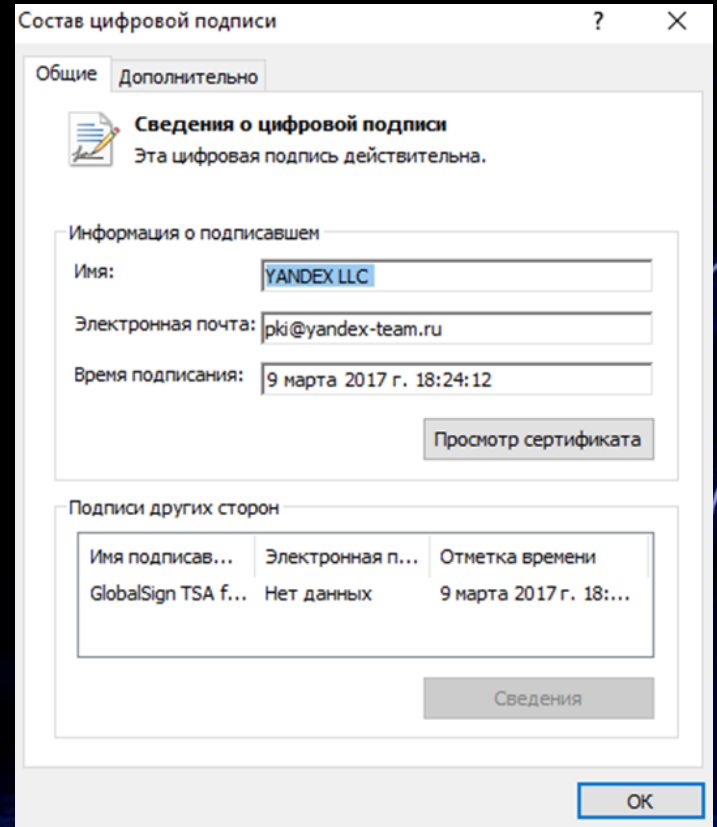 Состав цифровой подписи
Общие Дополнительно
Сведения о цифровой подписи
Эта цифровая подпись действительна.
Информация о подписавшем
Имя: YANDEX LLC
Электронная почта: pki@yandex-team.ru
Время подписания: 9 марта 2017 г. 18:24:12
Просмотр сертификата
Подписи других сторон
Имя подписав... Электронная п... Отметка времени
GlobalSign TSA f... Нет данных 9 марта 2017 г. 18:...
Сведения
ОК